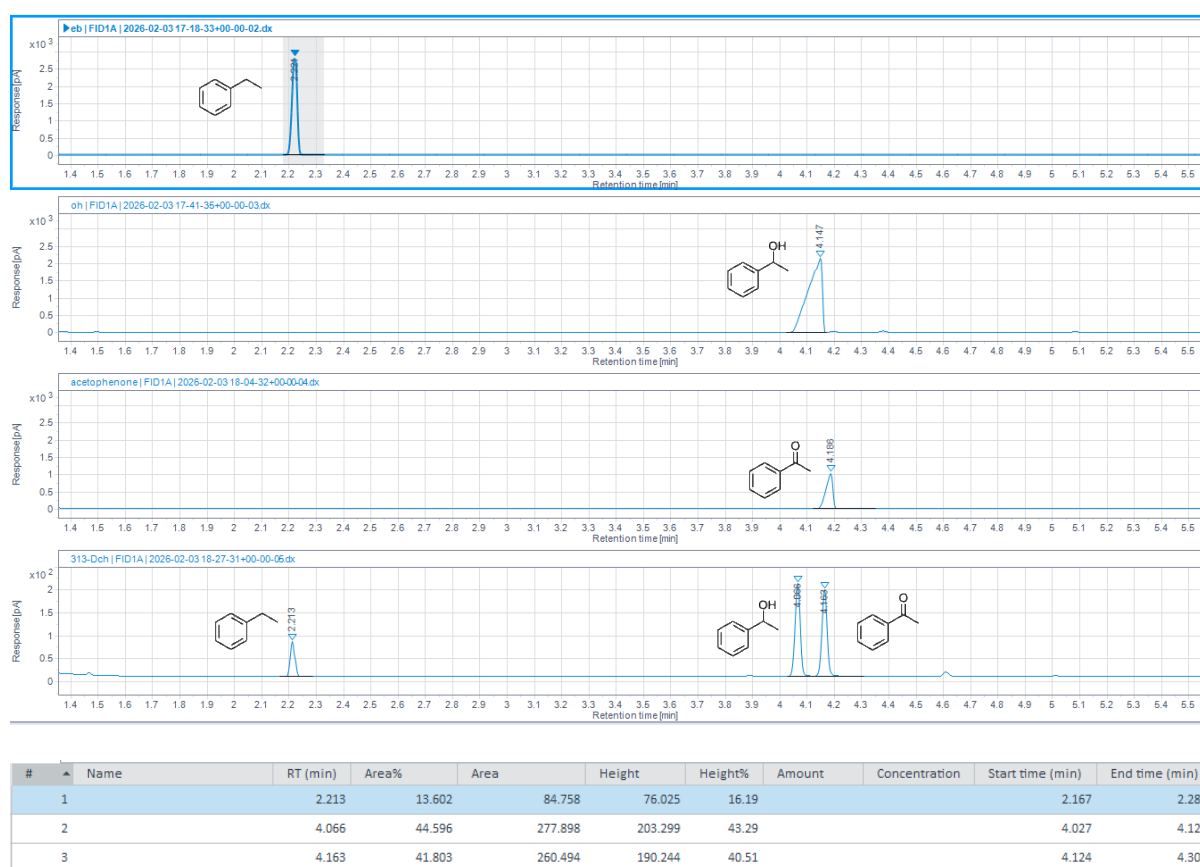 eb | FID1A | 2026-02-03 17-18-33+00-00-02.dx
x10 3
2.5
2
1.5
1
0.5
0
Response[pA]
2.221
1.4 1.5 1.6 1.7 1.8 1.9 2 2.1 2.2 2.3 2.4 2.5 2.6 2.7 2.8 2.9 3 3.1 3.2 3.3 3.4 3.5 3.6 3.7 3.8 3.9 4 4.1 4.2 4.3 4.4 4.5 4.6 4.7 4.8 4.9 5 5.1 5.2 5.3 5.4 5.5
Retention time [min]
oh | FID1A | 2026-02-03 17-41-35+00-00-03.dx
x10 3
2.5
2
1.5
1
0.5
0
Response[pA]
OH
4.147
1.4 1.5 1.6 1.7 1.8 1.9 2 2.1 2.2 2.3 2.4 2.5 2.6 2.7 2.8 2.9 3 3.1 3.2 3.3 3.4 3.5 3.6 3.7 3.8 3.9 4 4.1 4.2 4.3 4.4 4.5 4.6 4.7 4.8 4.9 5 5.1 5.2 5.3 5.4 5.5
Retention time [min]
acetophenone | FID1A | 2026-02-03 18-04-32+00-00-04.dx
x10 3
2.5
2
1.5
1
0.5
0
Response[pA]
O
4.186
1.4 1.5 1.6 1.7 1.8 1.9 2 2.1 2.2 2.3 2.4 2.5 2.6 2.7 2.8 2.9 3 3.1 3.2 3.3 3.4 3.5 3.6 3.7 3.8 3.9 4 4.1 4.2 4.3 4.4 4.5 4.6 4.7 4.8 4.9 5 5.1 5.2 5.3 5.4 5.5
Retention time [min]
313-Dch | FID1A | 2026-02-03 18-27-31+00-00-05.dx
x10 2
2
1.5
1
0.5
0
Response[pA]
2.213
OH
4.066
4.163
O
1.4 1.5 1.6 1.7 1.8 1.9 2 2.1 2.2 2.3 2.4 2.5 2.6 2.7 2.8 2.9 3 3.1 3.2 3.3 3.4 3.5 3.6 3.7 3.8 3.9 4 4.1 4.2 4.3 4.4 4.5 4.6 4.7 4.8 4.9 5 5.1 5.2 5.3 5.4 5.5
Retention time [min]
# Name RT (min) Area% Area Height Height% Amount Concentration Start time (min) End time (min)
1 2.213 13.602 84.758 76.025 16.19 2.167 2.28
2 4.066 44.596 277.898 203.299 43.29 4.027 4.12
3 4.163 41.803 260.494 190.244 40.51 4.124 4.30